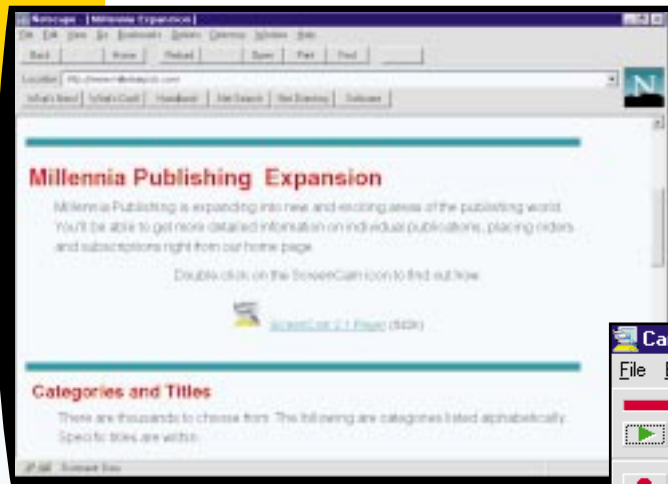 Netscape - [Millennia Expansion]
File Edit View Go Bookmarks Options Directory Window Help
Back Home Reload Open Print Find
Location:
What's New! What's Cool! Handbook Net Search Net Directory Software
N
Millennia Publishing Expansion
Millennia Publishing is expanding into new and exciting areas of the publishing world.
You'll be able to get more detailed information on individual publications, placing orders
and subscriptions right from our home page.
Double click on the ScreenCam icon to find out how.
ScreenCam 2.1 Player
Categories and Titles
There are thousands to choose from. The following are categories listed alphabetically.
Specific titles are within.
Document: Done
Ca
File